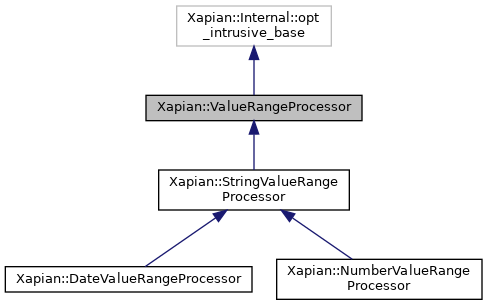 Xapian::Internal::opt
_intrusive_base
Xapian::ValueRangeProcessor
Xapian::StringValueRange
Processor
Xapian::DateValueRangeProcessor
Xapian::NumberValueRange
Processor